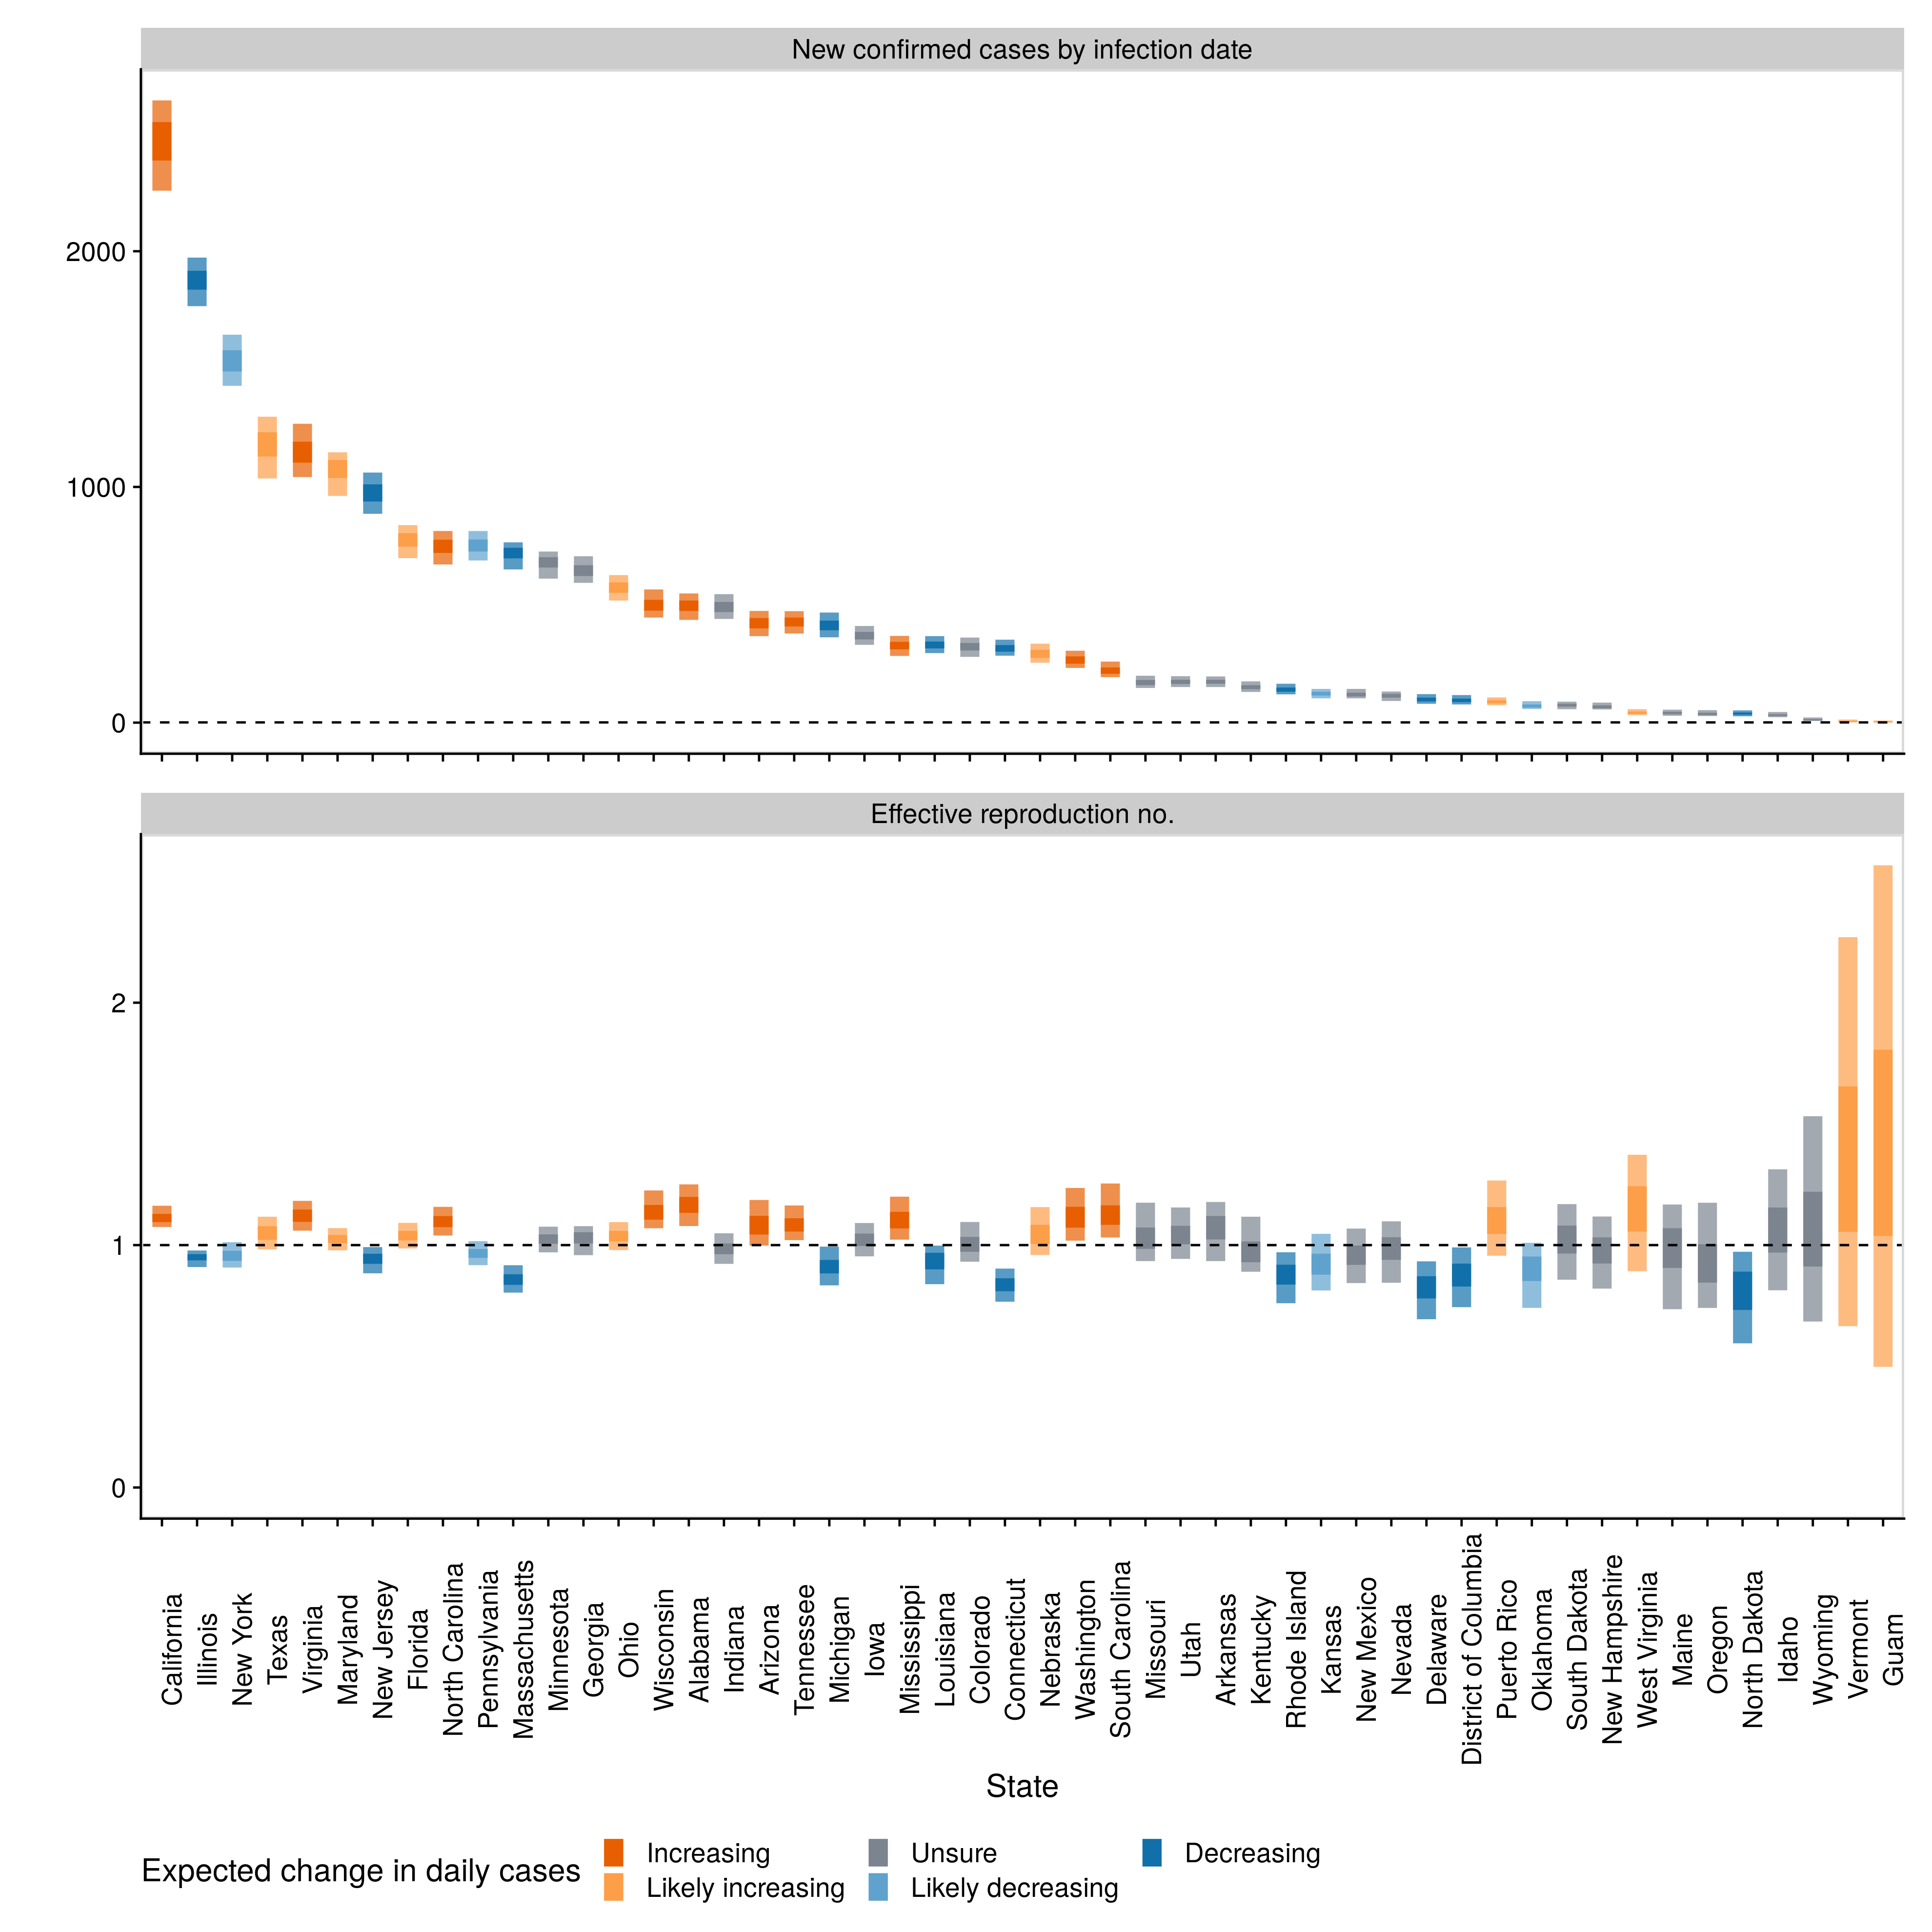 New confirmed cases by infection date
2000
1000
0
Effective reproduction no.
2
1
0
California
Illinois
New York
Texas
Virginia
Maryland
New Jersey
Florida
North Carolina
Pennsylvania
Massachusetts
Minnesota
Georgia
Ohio
Wisconsin
Alabama
Indiana
Arizona
Tennessee
Michigan
Iowa
Mississippi
Louisiana
Colorado
Connecticut
Nebraska
Washington
South Carolina
Missouri
Utah
Arkansas
Kentucky
Rhode Island
Kansas
New Mexico
Nevada
Delaware
District of Columbia
Puerto Rico
Oklahoma
South Dakota
New Hampshire
West Virginia
Maine
Oregon
North Dakota
Idaho
Wyoming
Vermont
Guam
State
Expected change in daily cases
Increasing
Unsure
Decreasing
Likely increasing
Likely decreasing